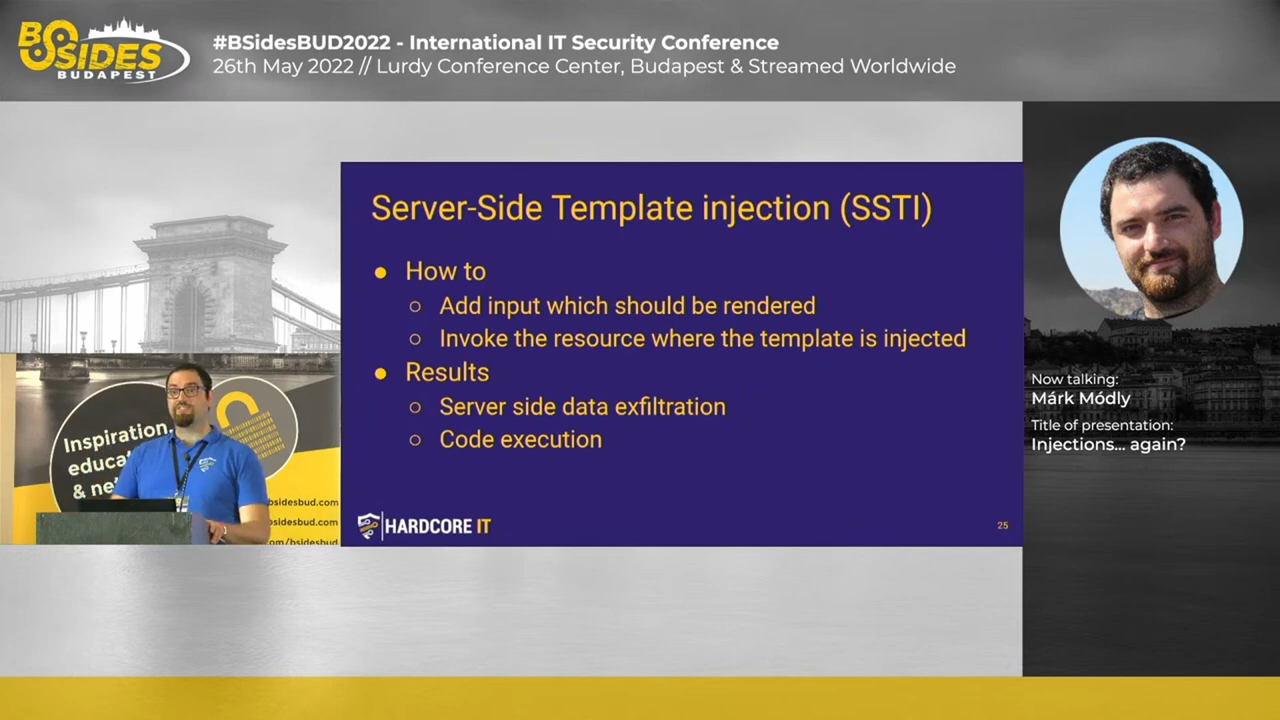 BSIDES
BUDAPEST
#BSidesBUD2022 - International IT Security Conference
26th May 2022 // Lurdy Conference Center, Budapest & Streamed Worldwide
Server-Side Template injection (SSTI)
● How to
○ Add input which should be rendered
○ Invoke the resource where the template is injected
● Results
○ Server side data exfiltration
○ Code execution
HARDCORE IT
25
Inspiration,
educa
& ne
bsidesbud.com
osidesbud.com
om/bsidesbud
Now talking:
Márk Módly
Title of presentation:
Injections... again?